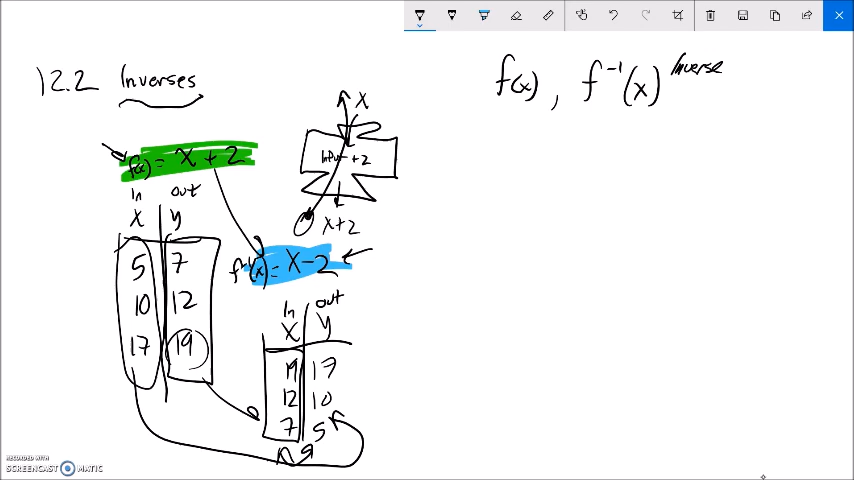 12.2 Inverses
f(x), f⁻¹(x) Inverse
X
f(x) = X + 2
Input + 2
X+2
In out
X y
5 7
10 12
17 19
f⁻¹(x) = X - 2
In out
X y
19 17
12 10
7 5
RECORDED WITH
SCREENCAST MATIC